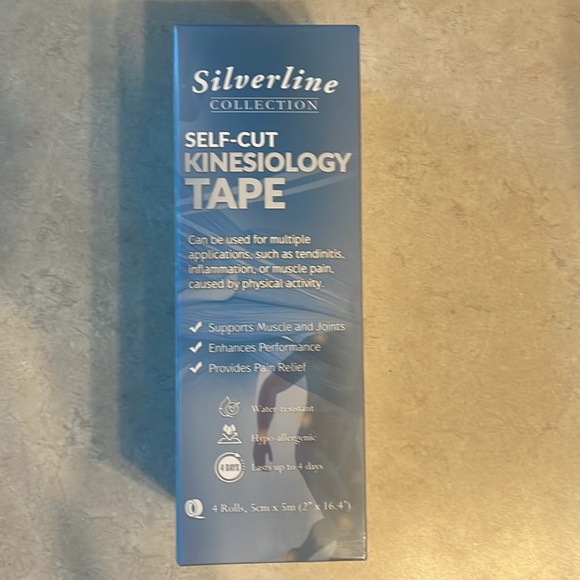 Silverline
COLLECTION
SELF-CUT
KINESIOLOGY
TAPE
Can be used for multiple
applications, such as tendinitis,
inflammation, or muscle pain,
caused by physical activity.
Supports Muscle and Joints
Enhances Performance
Provides Pain Relief
Water-resistant
Hypo-allergenic
4 DAYS Lasts up to 4 days
4 Rolls, 5cm x 5m (2" x 16.4')